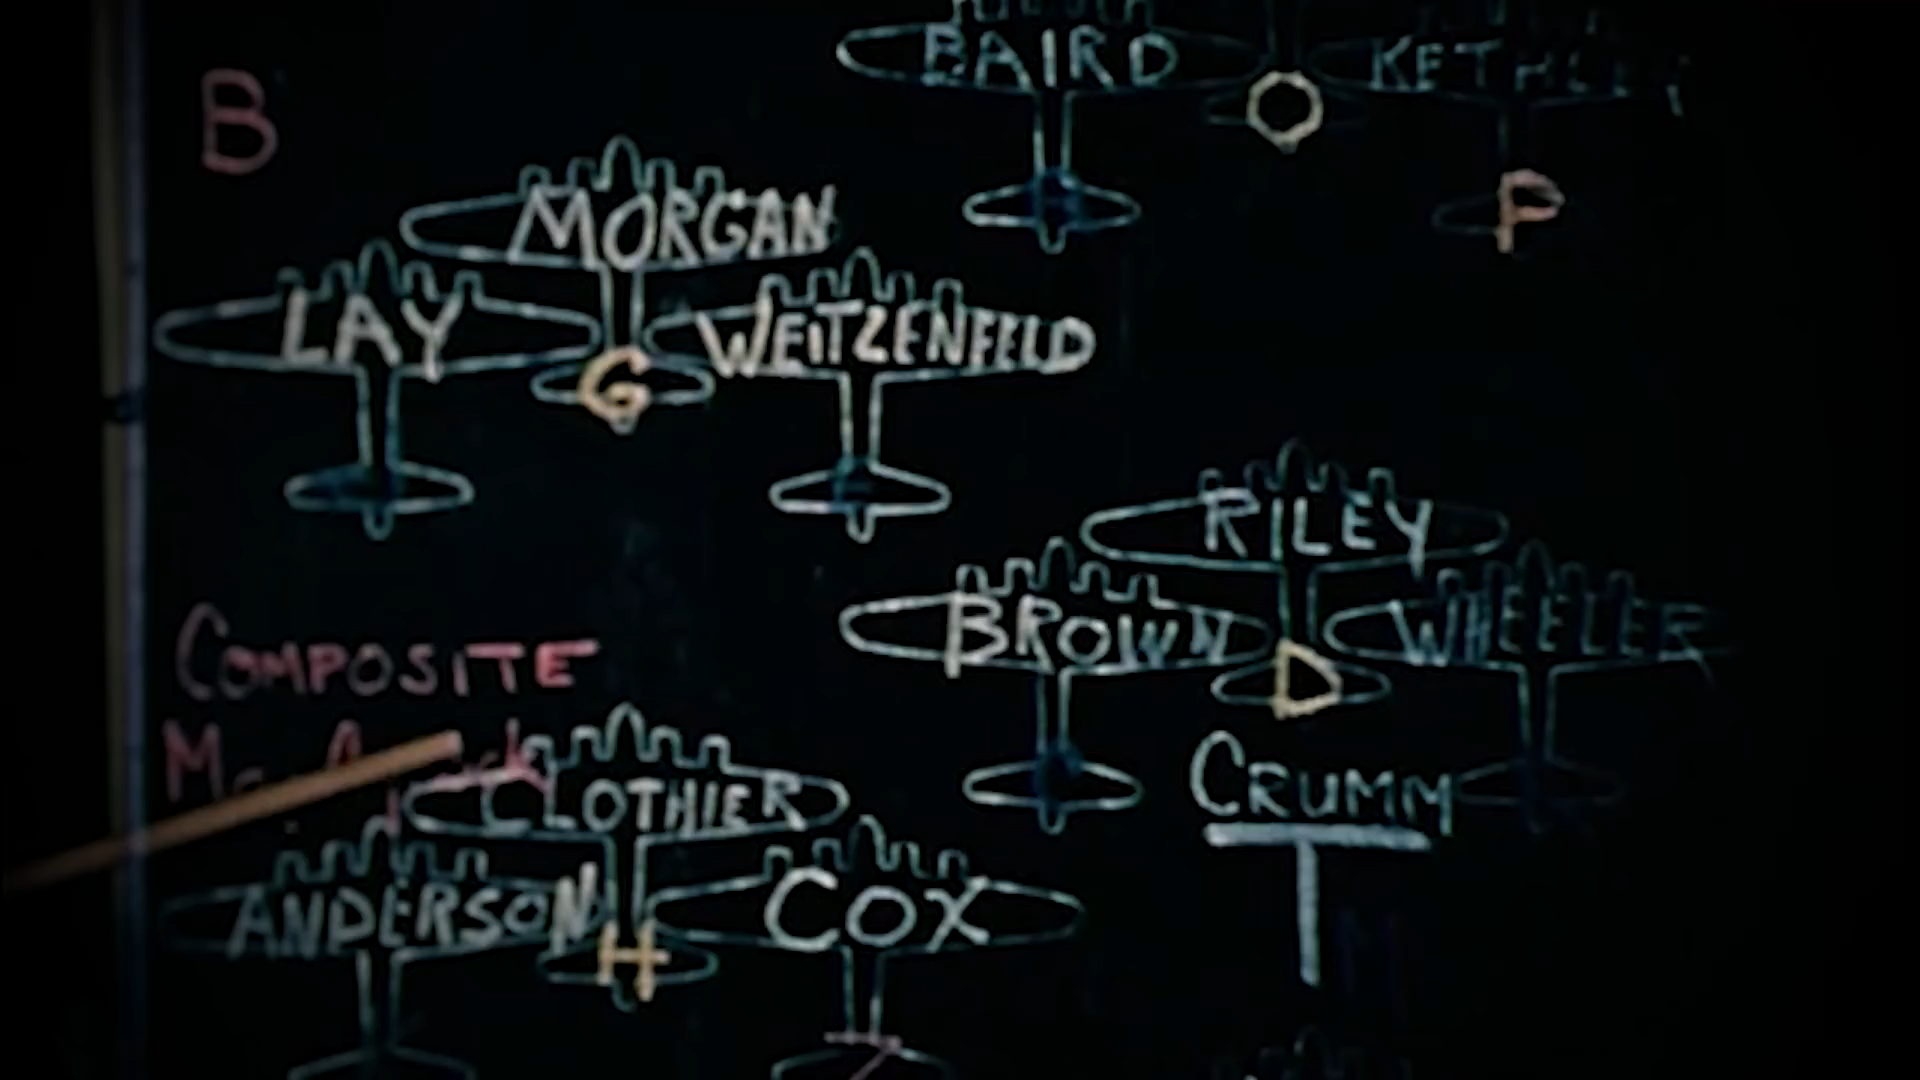 B
BAIRD
O
P
MORGAN
LAY
WEITZENFELD
G
RILEY
BROWN
WHEELER
D
CRUMM
COMPOSITE
CLOTHIER
ANDERSON
COX
H